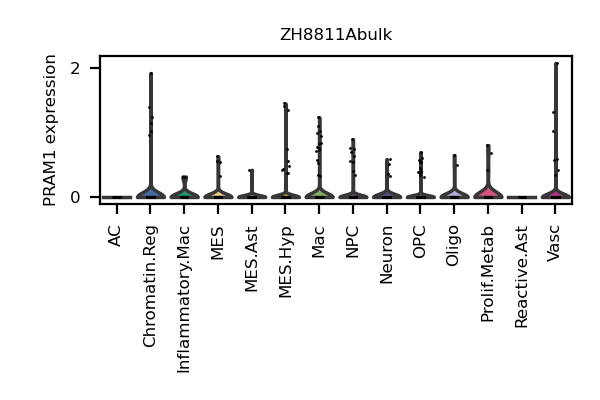 ZH8811Abulk
PRAM1 expression
2
0
AC
Chromatin.Reg
Inflammatory.Mac
MES
MES.Ast
MES.Hyp
Mac
NPC
Neuron
OPC
Oligo
Prolif.Metab
Reactive.Ast
Vasc